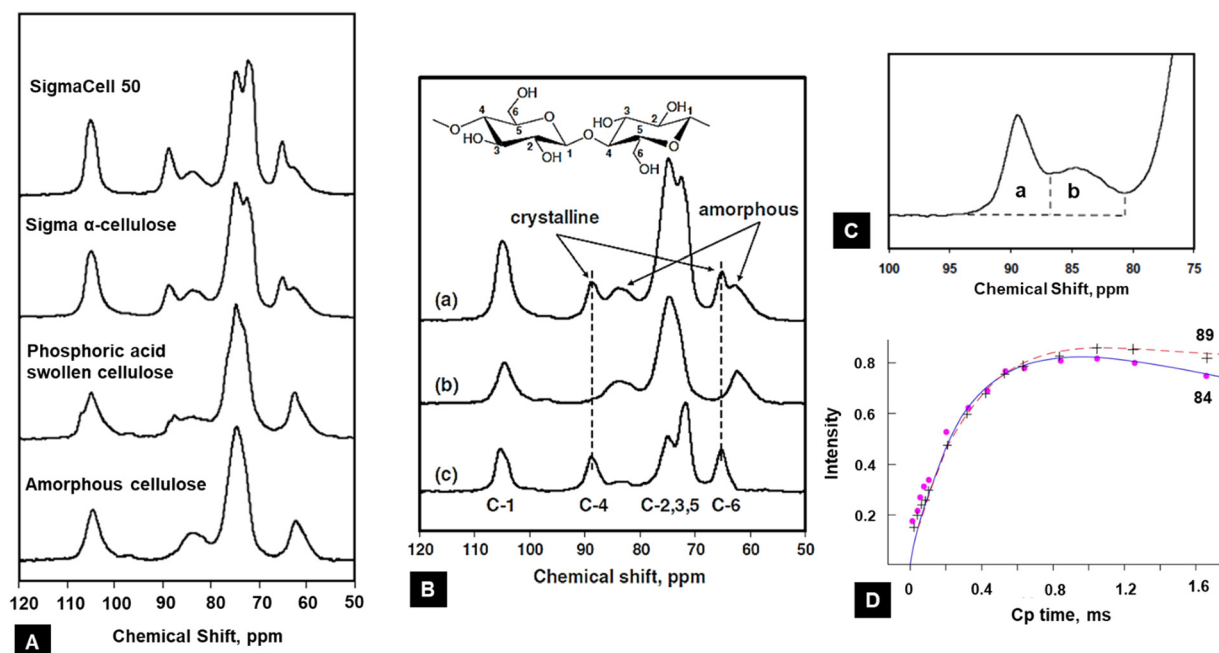 SigmaCell 50
Sigma α-cellulose
Phosphoric acid
swollen cellulose
Amorphous cellulose
120 110 100 90 80 70 60 50
Chemical Shift, ppm
A
OH
6
4
5
O
O
HO
3
2
OH
1
O
3
HO
2
HO
1
4
5
O
6
OH
crystalline
amorphous
(a)
(b)
(c)
C-1
C-4
C-2,3,5
C-6
120 110 100 90 80 70 60 50
Chemical shift, ppm
B
a
b
C
100 95 90 85 80 75
Chemical Shift, ppm
89
84
0.8
0.6
0.4
0.2
Intensity
0 0.4 0.8 1.2 1.6
Cp time, ms
D